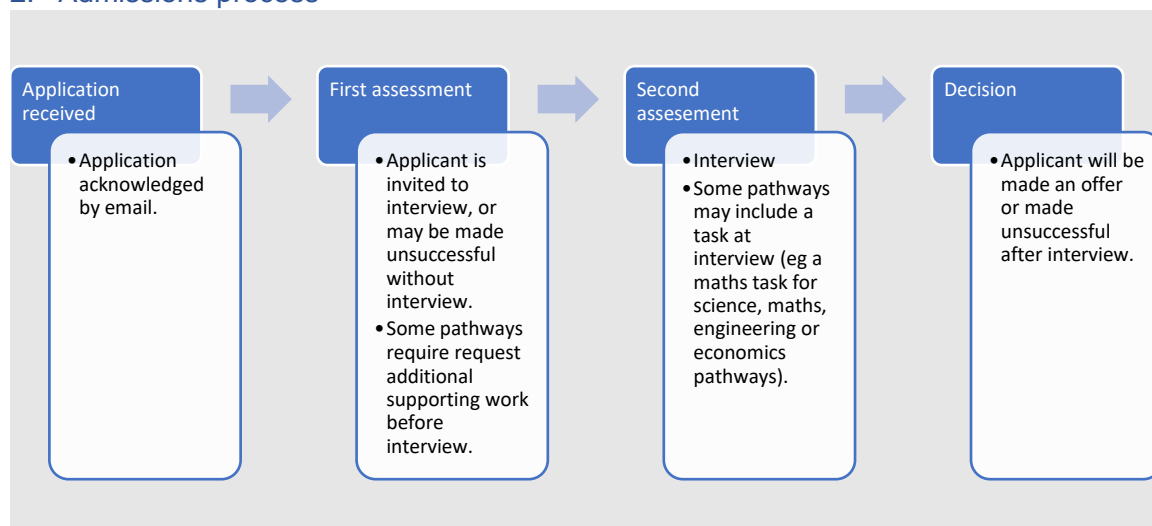 2. Admissions process
Application
received
• Application
acknowledged
by email.
First assessment
• Applicant is
invited to
interview, or
may be made
unsuccessful
without
interview.
• Some pathways
require request
additional
supporting work
before
interview.
Second
assesement
• Interview
• Some pathways
may include a
task at
interview (eg a
maths task for
science, maths,
engineering or
economics
pathways).
Decision
• Applicant will be
made an offer
or made
unsuccessful
after interview.